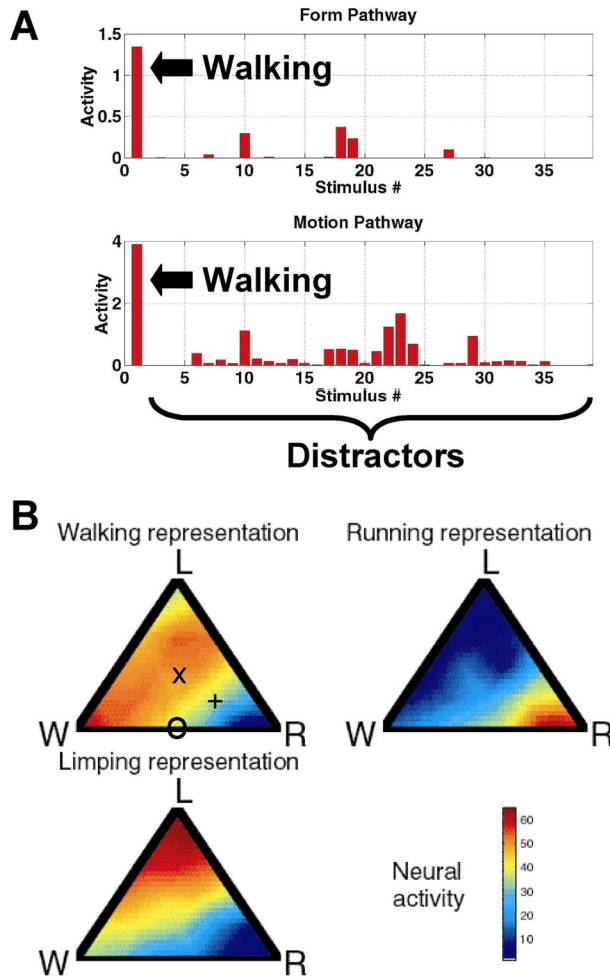 A
Form Pathway
1.5
1
0.5
0
Activity
Walking
0 5 10 15 20 25 30 35
Stimulus #
Motion Pathway
4
2
0
Activity
Walking
0 5 10 15 20 25 30 35
Stimulus #
Distractors
B
Walking representation
L
x
+
O
W R
Running representation
L
W R
Limping representation
L
W R
Neural
activity
60
50
40
30
20
10